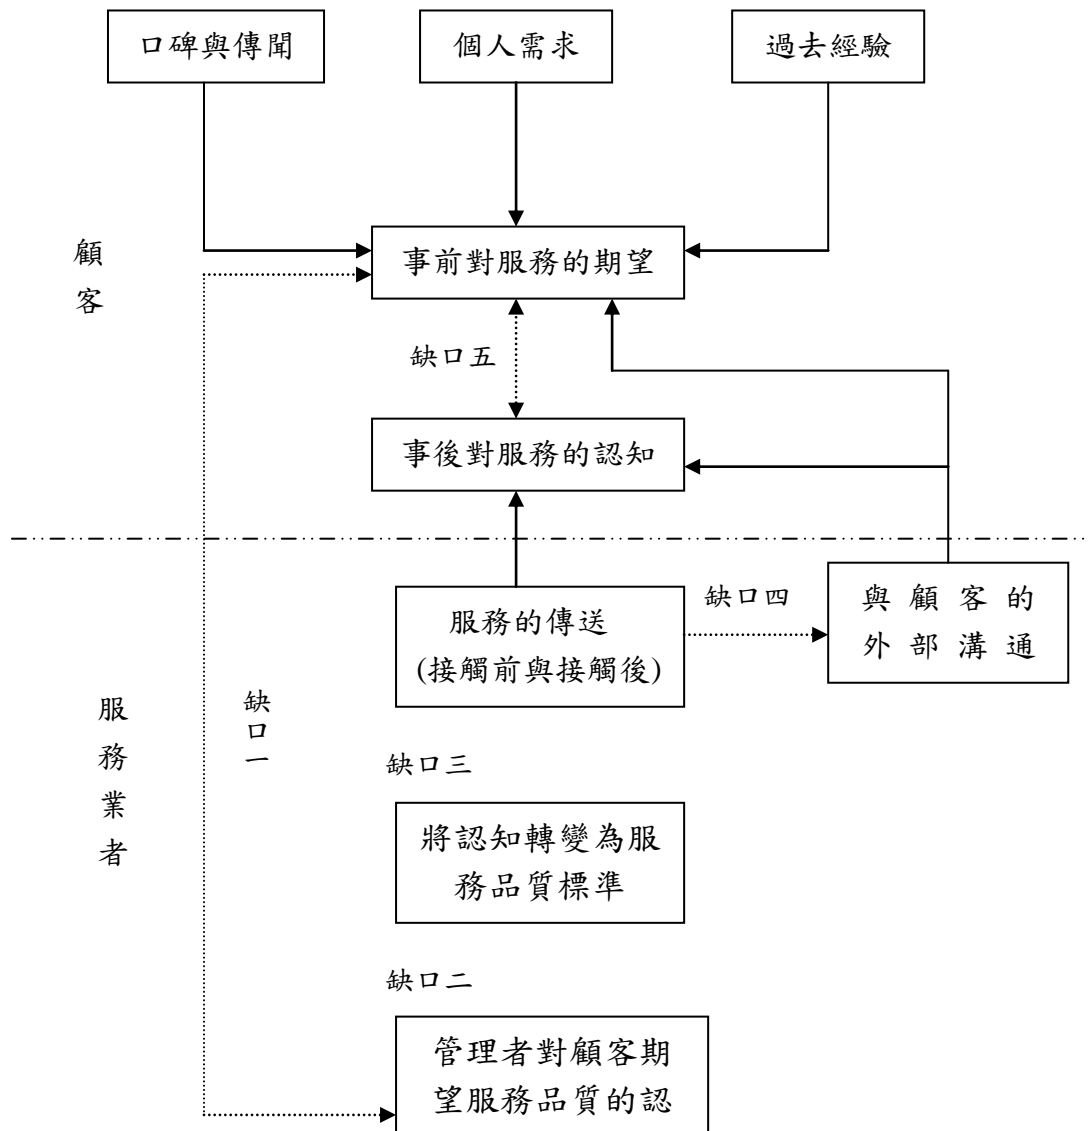 口碑與傳聞
個人需求
過去經驗
顧客
事前對服務的期望
缺口五
事後對服務的認知
服務的傳送
(接觸前與接觸後)
缺口四
與顧客的
外部溝通
服務業者
缺口一
缺口三
將認知轉變為服
務品質標準
缺口二
管理者對顧客期
望服務品質的認